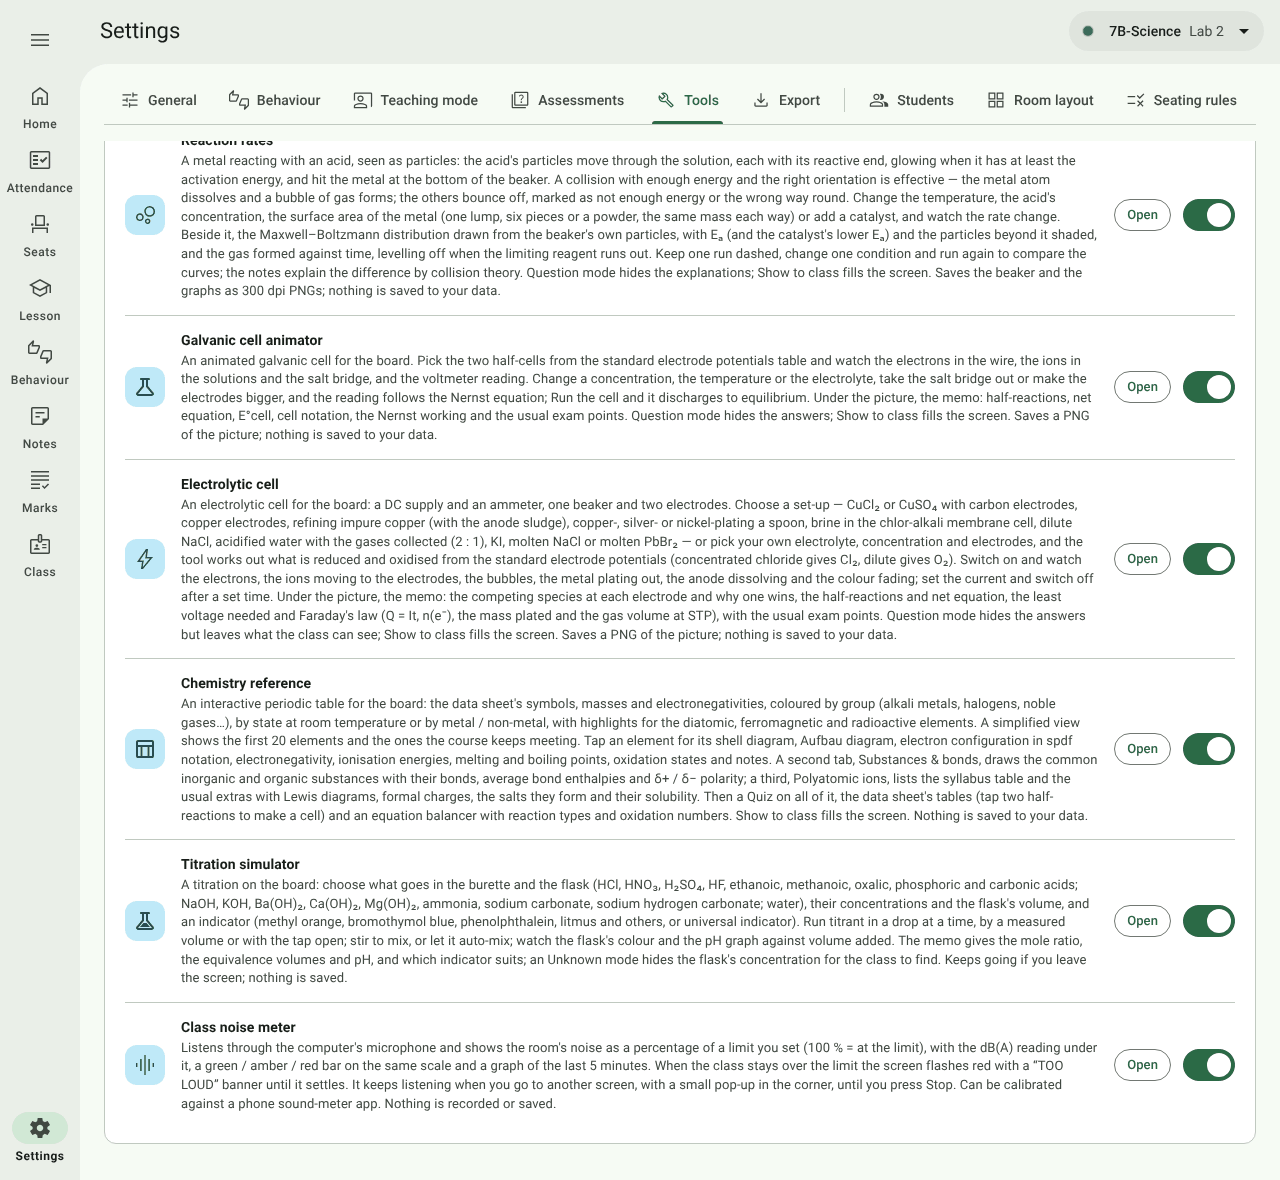 Settings
7B-Science Lab 2
General
Behaviour
Teaching mode
Assessments
Tools
Export
Students
Room layout
Seating rules
Home
Attendance
Seats
Lesson
Behaviour
Notes
Marks
Class
Settings
Reaction rates
A metal reacting with an acid, seen as particles: the acid's particles move through the solution, each with its reactive end, glowing when it has at least the
activation energy, and hit the metal at the bottom of the beaker. A collision with enough energy and the right orientation is effective — the metal atom
dissolves and a bubble of gas forms; the others bounce off, marked as not enough energy or the wrong way round. Change the temperature, the acid's
concentration, the surface area of the metal (one lump, six pieces or a powder, the same mass each way) or add a catalyst, and watch the rate change.
Beside it, the Maxwell–Boltzmann distribution drawn from the beaker's own particles, with Eₐ (and the catalyst's lower Eₐ) and the particles beyond it shaded,
and the gas formed against time, levelling off when the limiting reagent runs out. Keep one run dashed, change one condition and run again to compare the
curves; the notes explain the difference by collision theory. Question mode hides the explanations; Show to class fills the screen. Saves the beaker and the
graphs as 300 dpi PNGs; nothing is saved to your data.
Open
Galvanic cell animator
An animated galvanic cell for the board. Pick the two half-cells from the standard electrode potentials table and watch the electrons in the wire, the ions in
the solutions and the salt bridge, and the voltmeter reading. Change a concentration, the temperature or the electrolyte, take the salt bridge out or make the
electrodes bigger, and the reading follows the Nernst equation; Run the cell and it discharges to equilibrium. Under the picture, the memo: half-reactions, net
equation, E°cell, cell notation, the Nernst working and the usual exam points. Question mode hides the answers; Show to class fills the screen. Saves a PNG
of the picture; nothing is saved to your data.
Open
Electrolytic cell
An electrolytic cell for the board: a DC supply and an ammeter, one beaker and two electrodes. Choose a set-up — CuCl₂ or CuSO₄ with carbon electrodes,
copper electrodes, refining impure copper (with the anode sludge), copper-, silver- or nickel-plating a spoon, brine in the chlor-alkali membrane cell, dilute
NaCl, acidified water with the gases collected (2 : 1), KI, molten NaCl or molten PbBr₂ — or pick your own electrolyte, concentration and electrodes, and the
tool works out what is reduced and oxidised from the standard electrode potentials (concentrated chloride gives Cl₂, dilute gives O₂). Switch on and watch
the electrons, the ions moving to the electrodes, the bubbles, the metal plating out, the anode dissolving and the colour fading; set the current and switch off
after a set time. Under the picture, the memo: the competing species at each electrode and why one wins, the half-reactions and net equation, the least
voltage needed and Faraday's law (Q = It, n(e⁻), the mass plated and the gas volume at STP), with the usual exam points. Question mode hides the answers
but leaves what the class can see; Show to class fills the screen. Saves a PNG of the picture; nothing is saved to your data.
Open
Chemistry reference
An interactive periodic table for the board: the data sheet's symbols, masses and electronegativities, coloured by group (alkali metals, halogens, noble
gases…), by state at room temperature or by metal / non-metal, with highlights for the diatomic, ferromagnetic and radioactive elements. A simplified view
shows the first 20 elements and the ones the course keeps meeting. Tap an element for its shell diagram, Aufbau diagram, electron configuration in spdf
notation, electronegativity, ionisation energies, melting and boiling points, oxidation states and notes. A second tab, Substances & bonds, draws the common
inorganic and organic substances with their bonds, average bond enthalpies and δ+ / δ− polarity; a third, Polyatomic ions, lists the syllabus table and the
usual extras with Lewis diagrams, formal charges, the salts they form and their solubility. Then a Quiz on all of it, the data sheet's tables (tap two half-
reactions to make a cell) and an equation balancer with reaction types and oxidation numbers. Show to class fills the screen. Nothing is saved to your data.
Open
Titration simulator
A titration on the board: choose what goes in the burette and the flask (HCl, HNO₃, H₂SO₄, HF, ethanoic, methanoic, oxalic, phosphoric and carbonic acids;
NaOH, KOH, Ba(OH)₂, Ca(OH)₂, Mg(OH)₂, ammonia, sodium carbonate, sodium hydrogen carbonate; water), their concentrations and the flask's volume, and
an indicator (methyl orange, bromothymol blue, phenolphthalein, litmus and others, or universal indicator). Run titrant in a drop at a time, by a measured
volume or with the tap open; stir to mix, or let it auto-mix; watch the flask's colour and the pH graph against volume added. The memo gives the mole ratio,
the equivalence volumes and pH, and which indicator suits; an Unknown mode hides the flask's concentration for the class to find. Keeps going if you leave
the screen; nothing is saved.
Open
Class noise meter
Listens through the computer's microphone and shows the room's noise as a percentage of a limit you set (100 % = at the limit), with the dB(A) reading under
it, a green / amber / red bar on the same scale and a graph of the last 5 minutes. When the class stays over the limit the screen flashes red with a “TOO
LOUD” banner until it settles. It keeps listening when you go to another screen, with a small pop-up in the corner, until you press Stop. Can be calibrated
against a phone sound-meter app. Nothing is recorded or saved.
Open